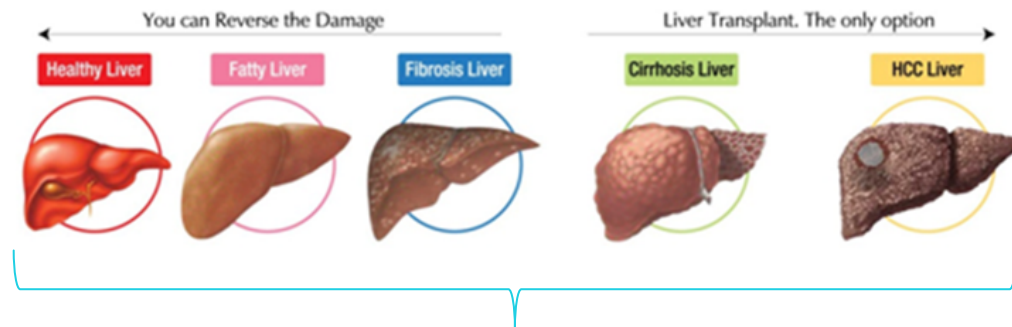 You can Reverse the Damage
Liver Transplant. The only option
Healthy Liver
Fatty Liver
Fibrosis Liver
Cirrhosis Liver
HCC Liver